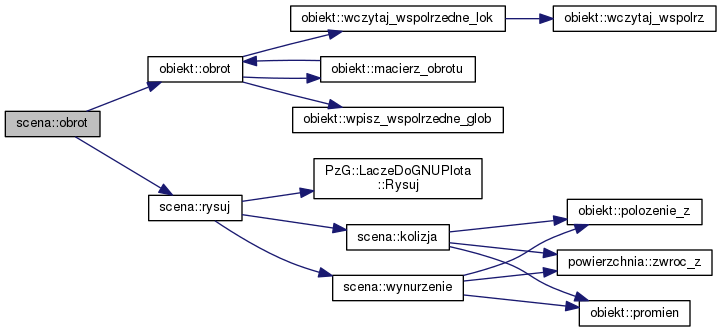 obiekt::wczytaj_wspolrzedne_lok
obiekt::wczytaj_wspolrz
obiekt::obrot
obiekt::macierz_obrotu
scena::obrot
obiekt::wpisz_wspolrzedne_glob
PzG::LaczeDoGNUPlota
::Rysuj
scena::rysuj
obiekt::polozenie_z
scena::kolizja
powierzchnia::zwroc_z
scena::wynurzenie
obiekt::promien